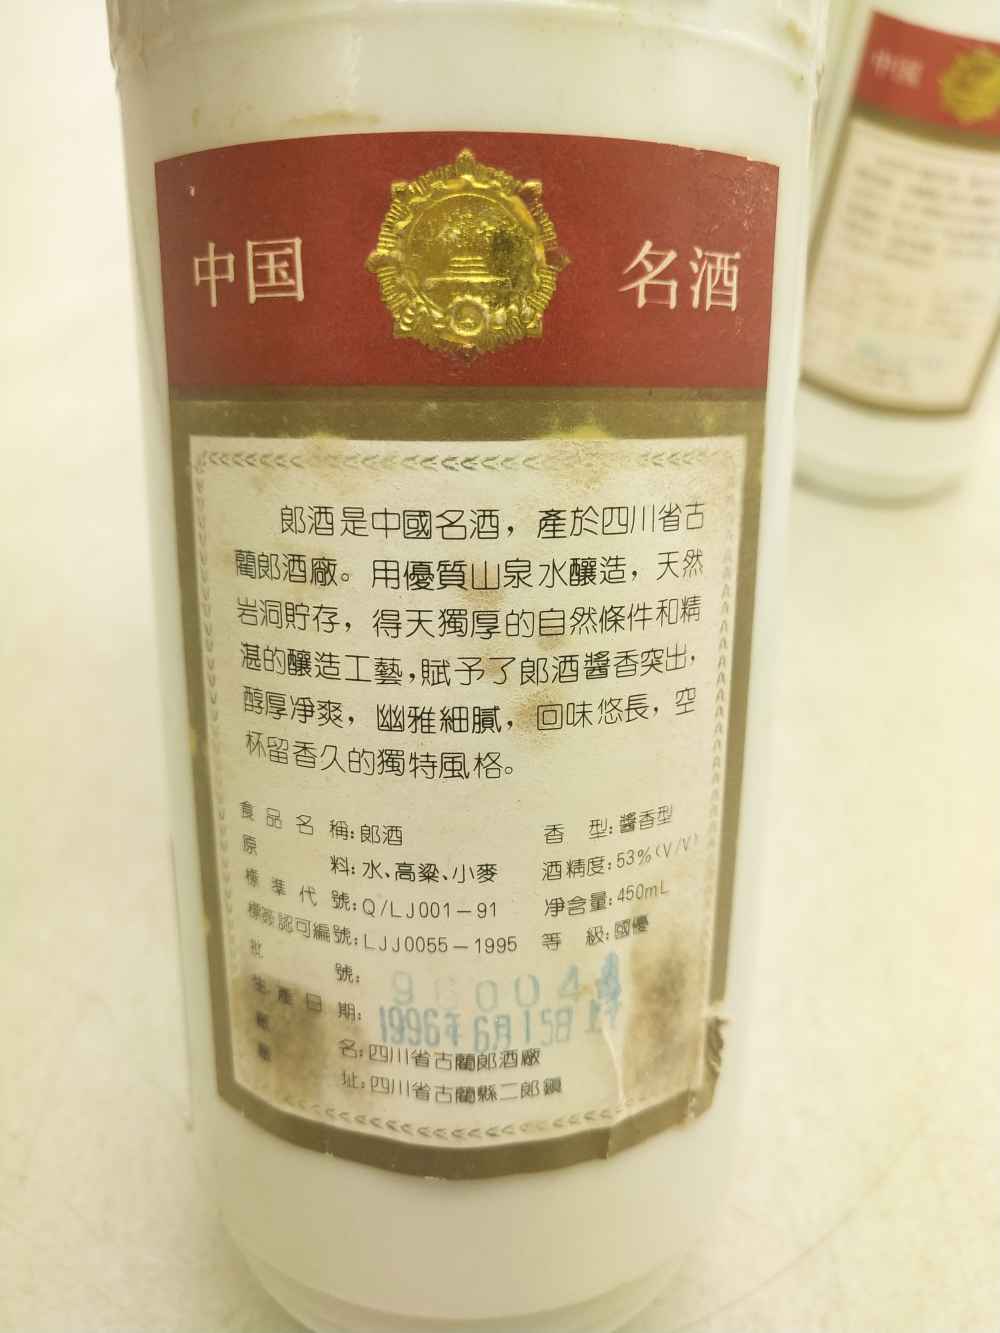 中国 名酒
郎酒是中國名酒，產於四川省古
藺郎酒廠。用優質山泉水釀造，天然
岩洞貯存，得天獨厚的自然條件和精
湛的釀造工藝，賦予了郎酒醬香突出，
醇厚净爽，幽雅細膩，回味悠長，空
杯留香久的獨特風格。
食品名稱：郎酒 香型：醬香型
原料：水、高粱、小麥 酒精度：53%(V/V)
標準代號：Q/LJ001－91 净含量：450mL
標簽認可編號：LJJ0055－1995 等級：國優
批號：
生產日期：1996年6月15日
名：四川省古藺郎酒廠
址：四川省古藺縣二郎鎮
中国